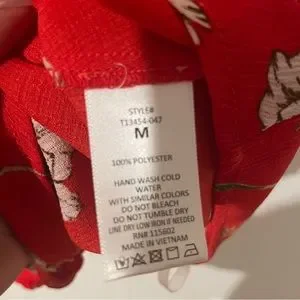 STYLE#
T13454-047
M
100% POLYESTER
HAND WASH COLD
WATER
WITH SIMILAR COLORS
DO NOT BLEACH
DO NOT TUMBLE DRY
LINE DRY LOW IRON IF NEEDED
RN# 115602
MADE IN VIETNAM